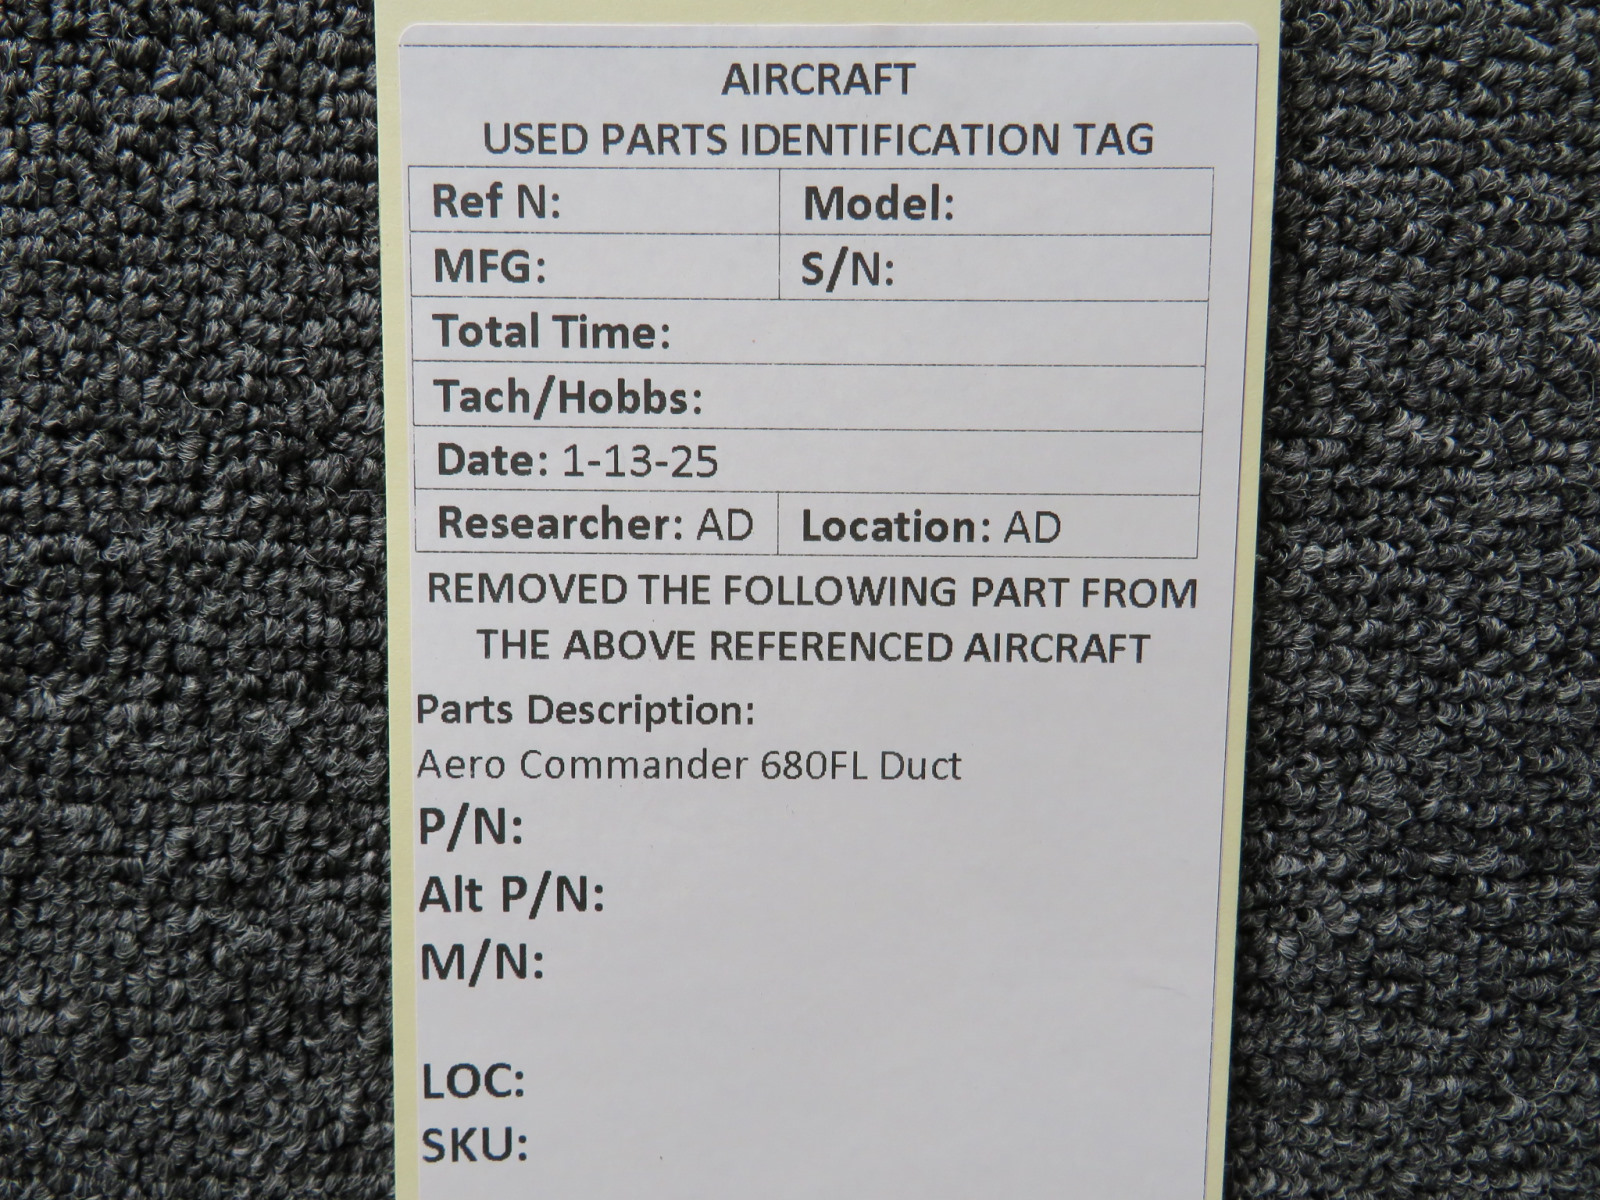 AIRCRAFT
USED PARTS IDENTIFICATION TAG
Ref N: Model:
MFG: S/N:
Total Time:
Tach/Hobbs:
Date: 1-13-25
Researcher: AD Location: AD
REMOVED THE FOLLOWING PART FROM
THE ABOVE REFERENCED AIRCRAFT
Parts Description:
Aero Commander 680FL Duct
P/N:
Alt P/N:
M/N:
LOC:
SKU: